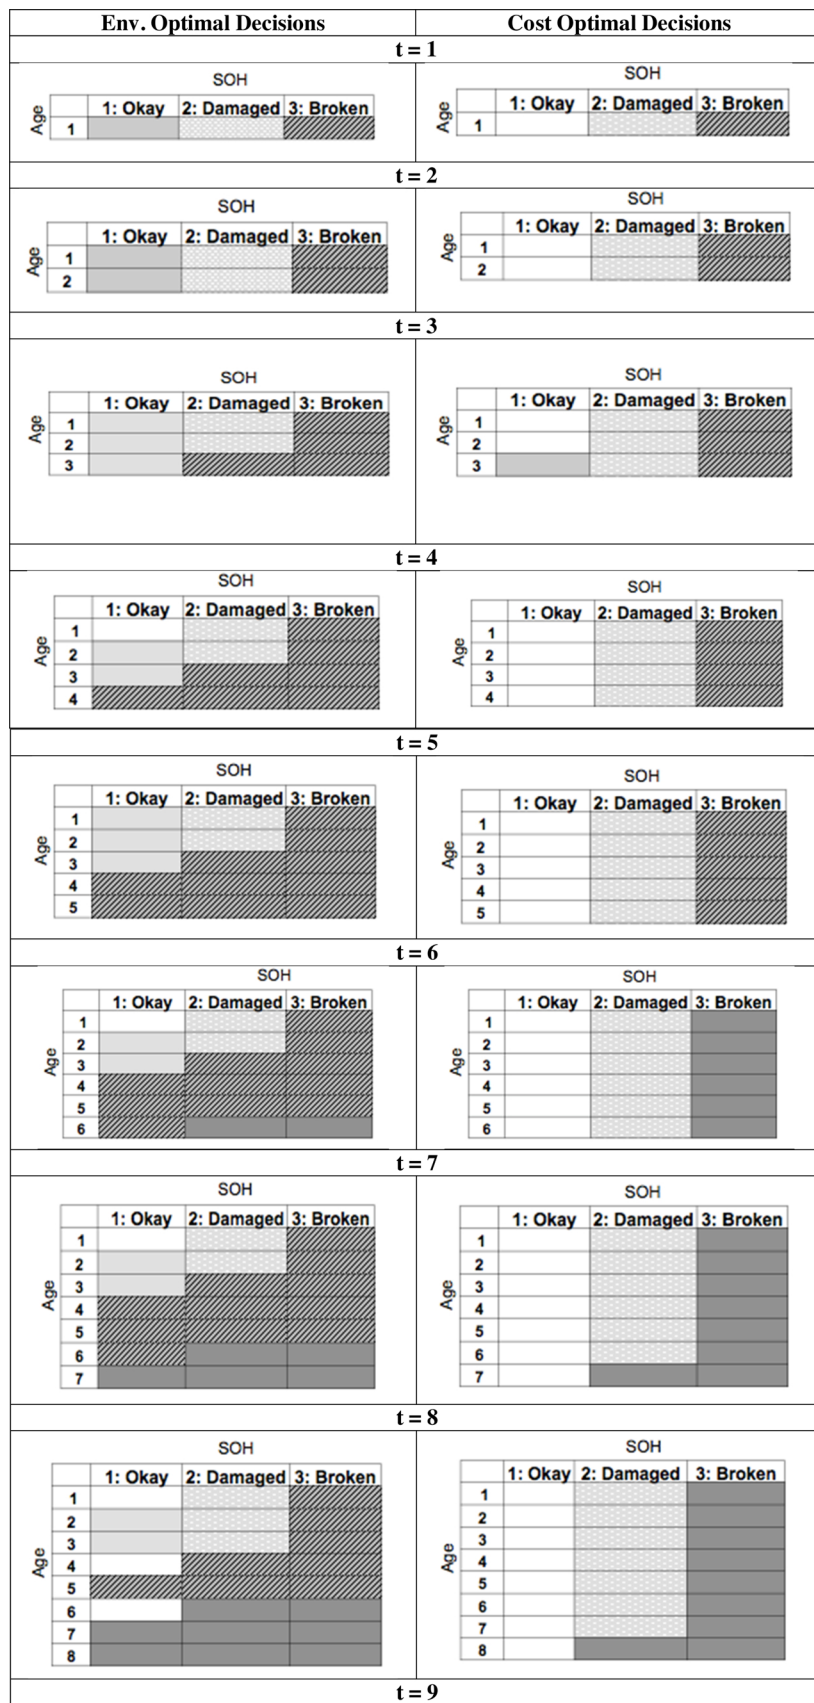 Env. Optimal Decisions Cost Optimal Decisions
t = 1
SOH SOH
1: Okay 2: Damaged 3: Broken 1: Okay 2: Damaged 3: Broken
Age 1 Age 1
t = 2
SOH SOH
1: Okay 2: Damaged 3: Broken 1: Okay 2: Damaged 3: Broken
Age 1 Age 1
2 2
t = 3
SOH SOH
1: Okay 2: Damaged 3: Broken 1: Okay 2: Damaged 3: Broken
1 1
Age 2 Age 2
3 3
t = 4
SOH SOH
1: Okay 2: Damaged 3: Broken 1: Okay 2: Damaged 3: Broken
1 1
Age 2 Age 2
3 3
4 4
t = 5
SOH SOH
1: Okay 2: Damaged 3: Broken 1: Okay 2: Damaged 3: Broken
1 1
2 2
Age 3 Age 3
4 4
5 5
t = 6
SOH SOH
1: Okay 2: Damaged 3: Broken 1: Okay 2: Damaged 3: Broken
1 1
2 2
Age 3 Age 3
4 4
5 5
6 6
t = 7
SOH SOH
1: Okay 2: Damaged 3: Broken 1: Okay 2: Damaged 3: Broken
1 1
2 2
3 3
Age 4 Age 4
5 5
6 6
7 7
t = 8
SOH SOH
1: Okay 2: Damaged 3: Broken 1: Okay 2: Damaged 3: Broken
1 1
2 2
3 3
Age 4 Age 4
5 5
6 6
7 7
8 8
t = 9